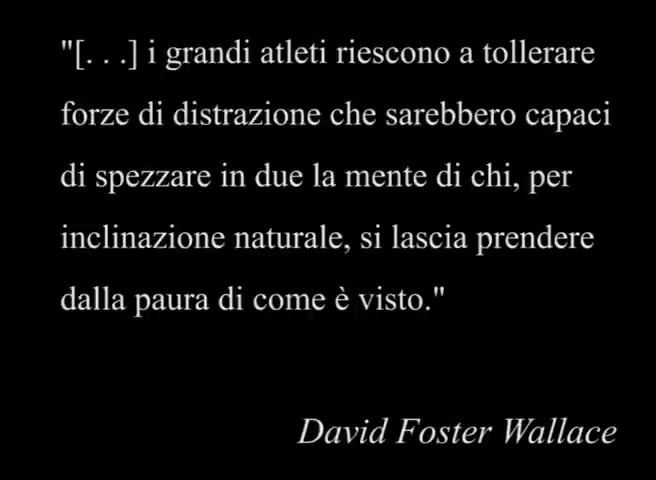 "[. . .] i grandi atleti riescono a tollerare
forze di distrazione che sarebbero capaci
di spezzare in due la mente di chi, per
inclinazione naturale, si lascia prendere
dalla paura di come è visto."
David Foster Wallace